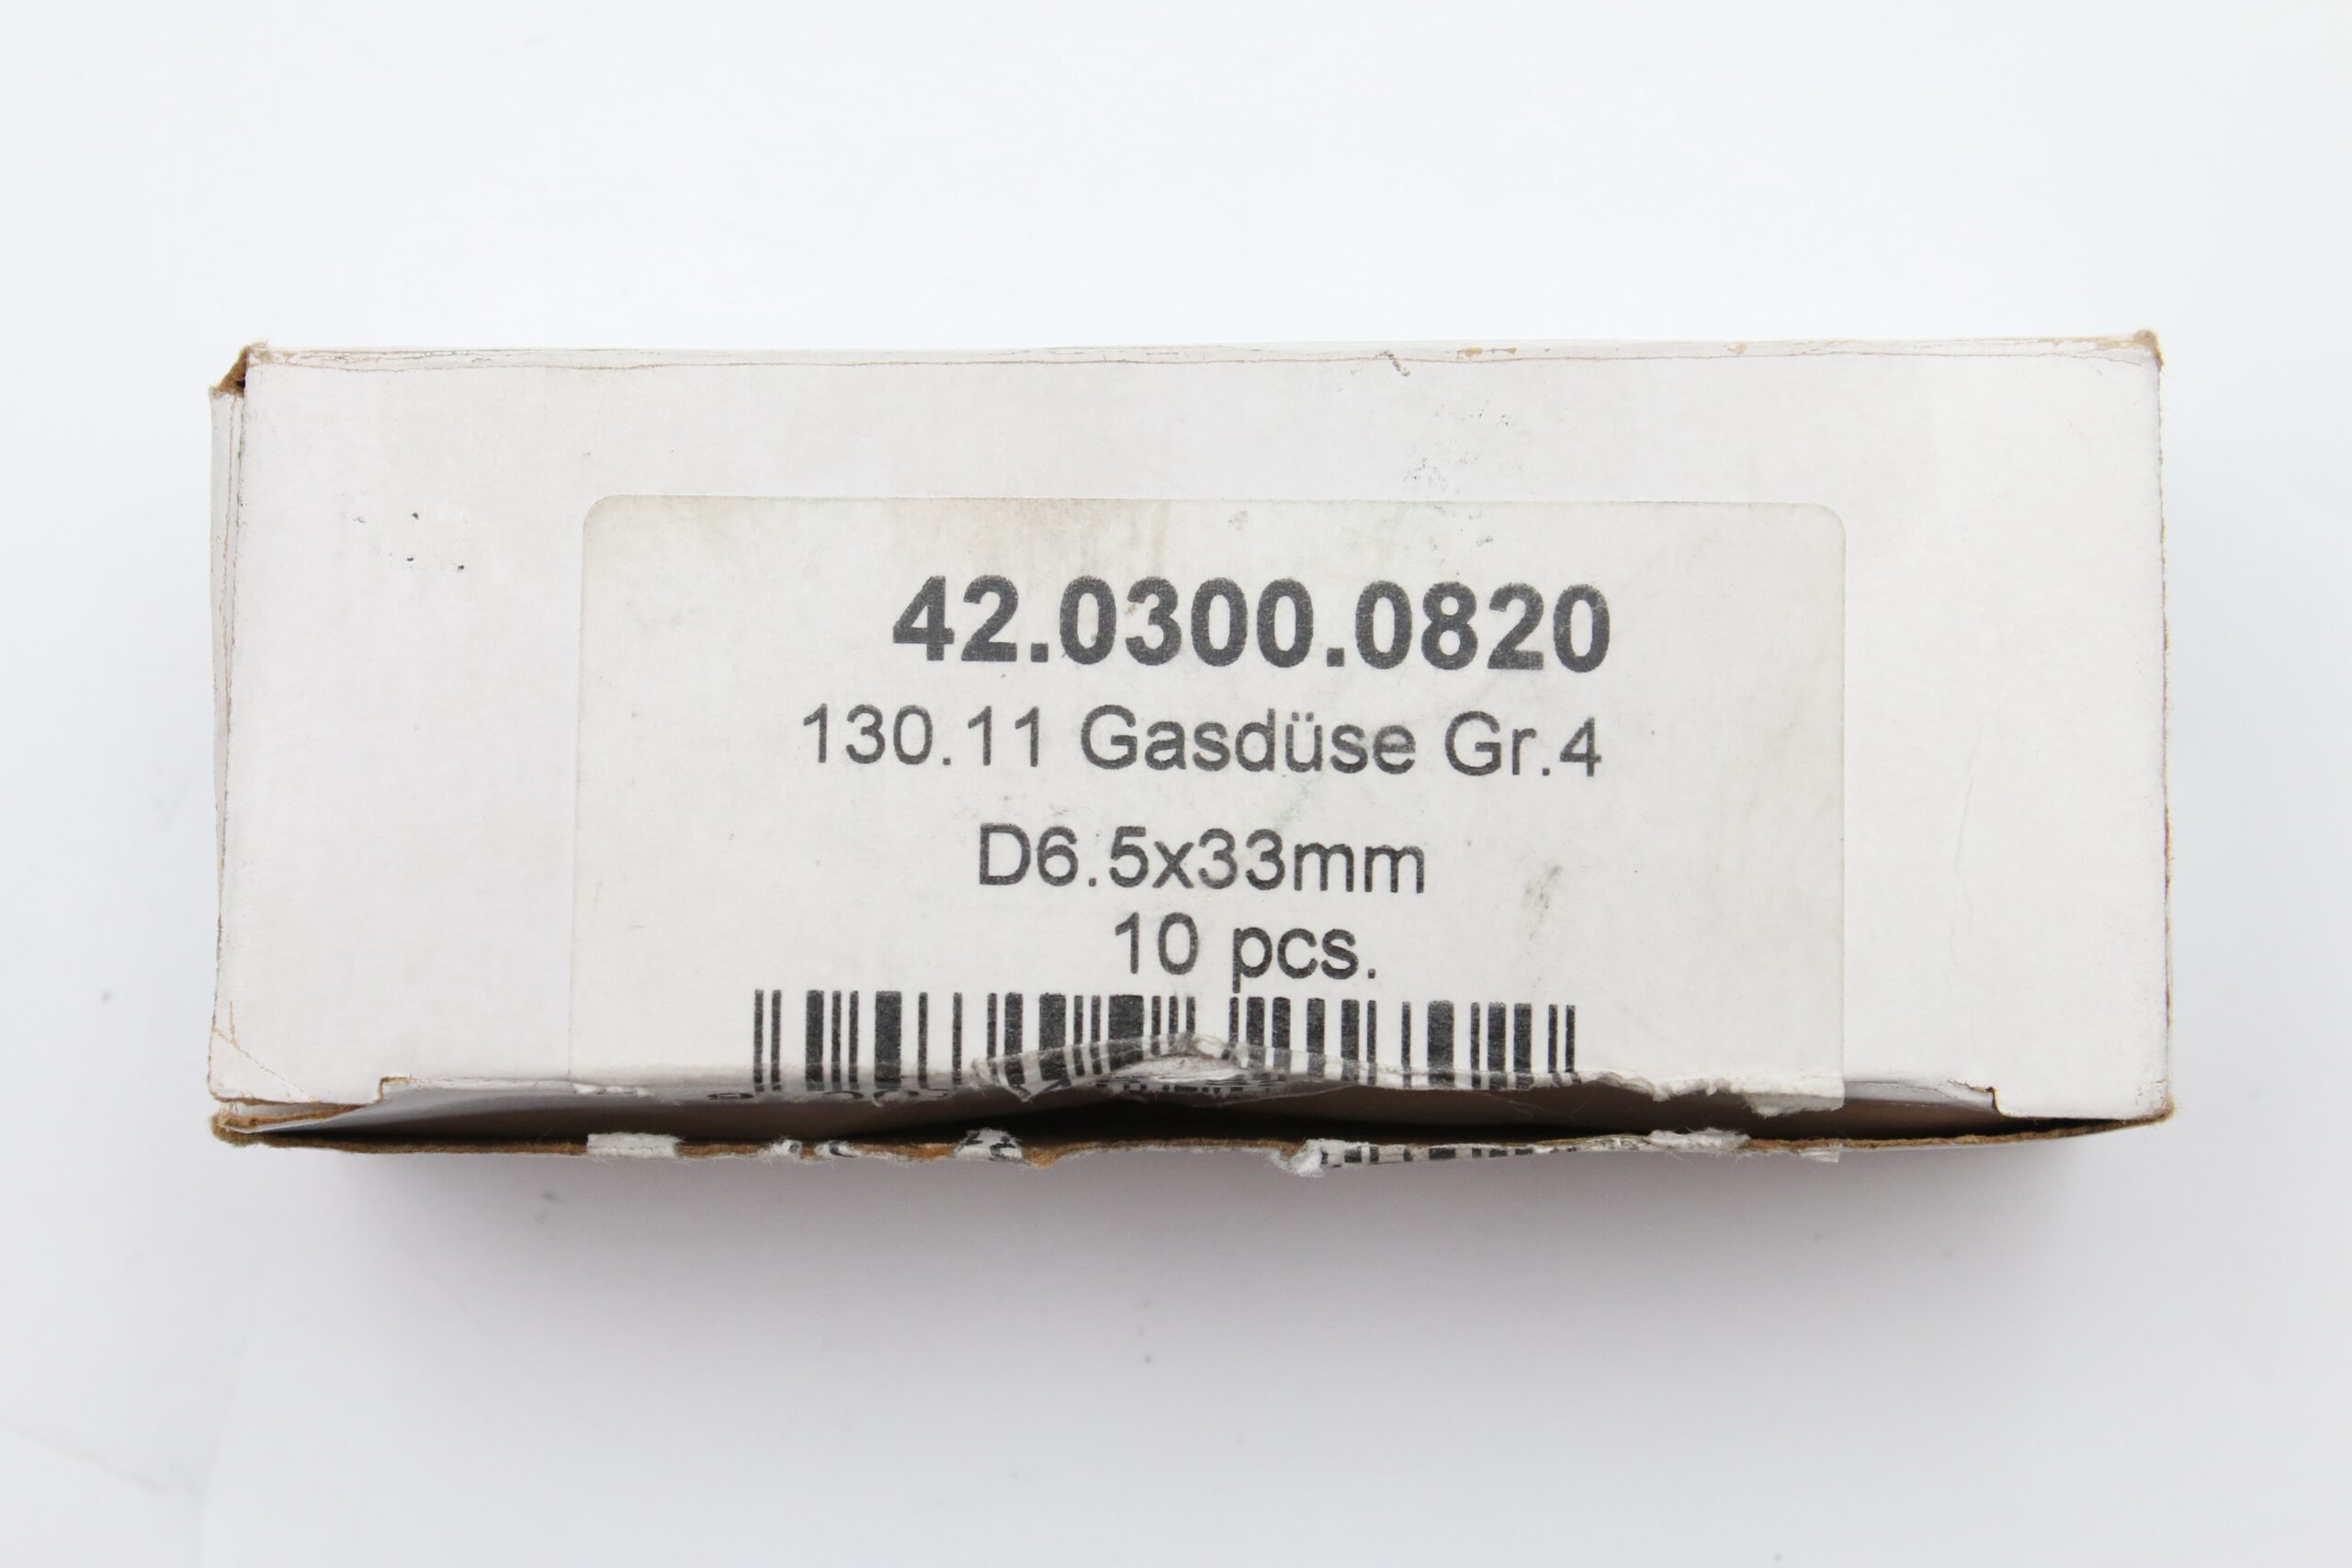 42.0300.0820
130.11 Gasdüse Gr.4
D6.5x33mm
10 pcs.